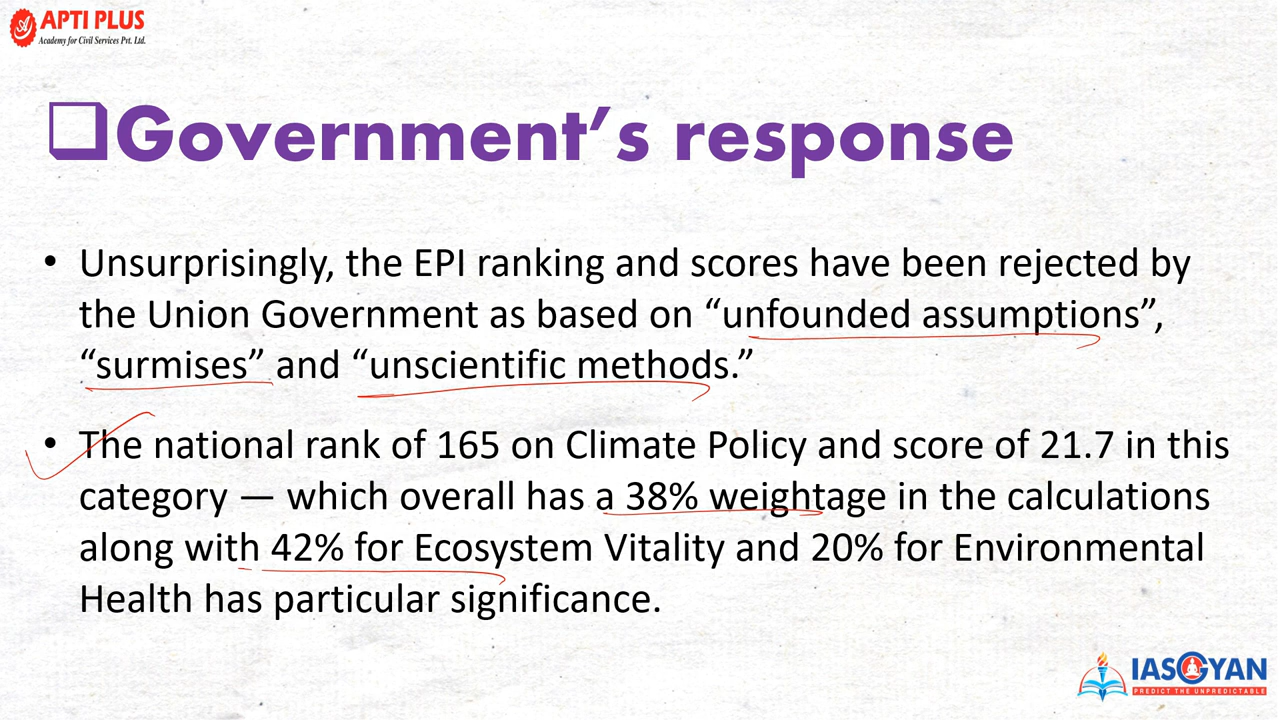 APTI PLUS
Academy for Civil Services Pvt. Ltd.
❑Government’s response
• Unsurprisingly, the EPI ranking and scores have been rejected by
the Union Government as based on “unfounded assumptions”,
“surmises” and “unscientific methods.”
• The national rank of 165 on Climate Policy and score of 21.7 in this
category — which overall has a 38% weightage in the calculations
along with 42% for Ecosystem Vitality and 20% for Environmental
Health has particular significance.
IASGYAN
PREDICT THE UNPREDICTABLE